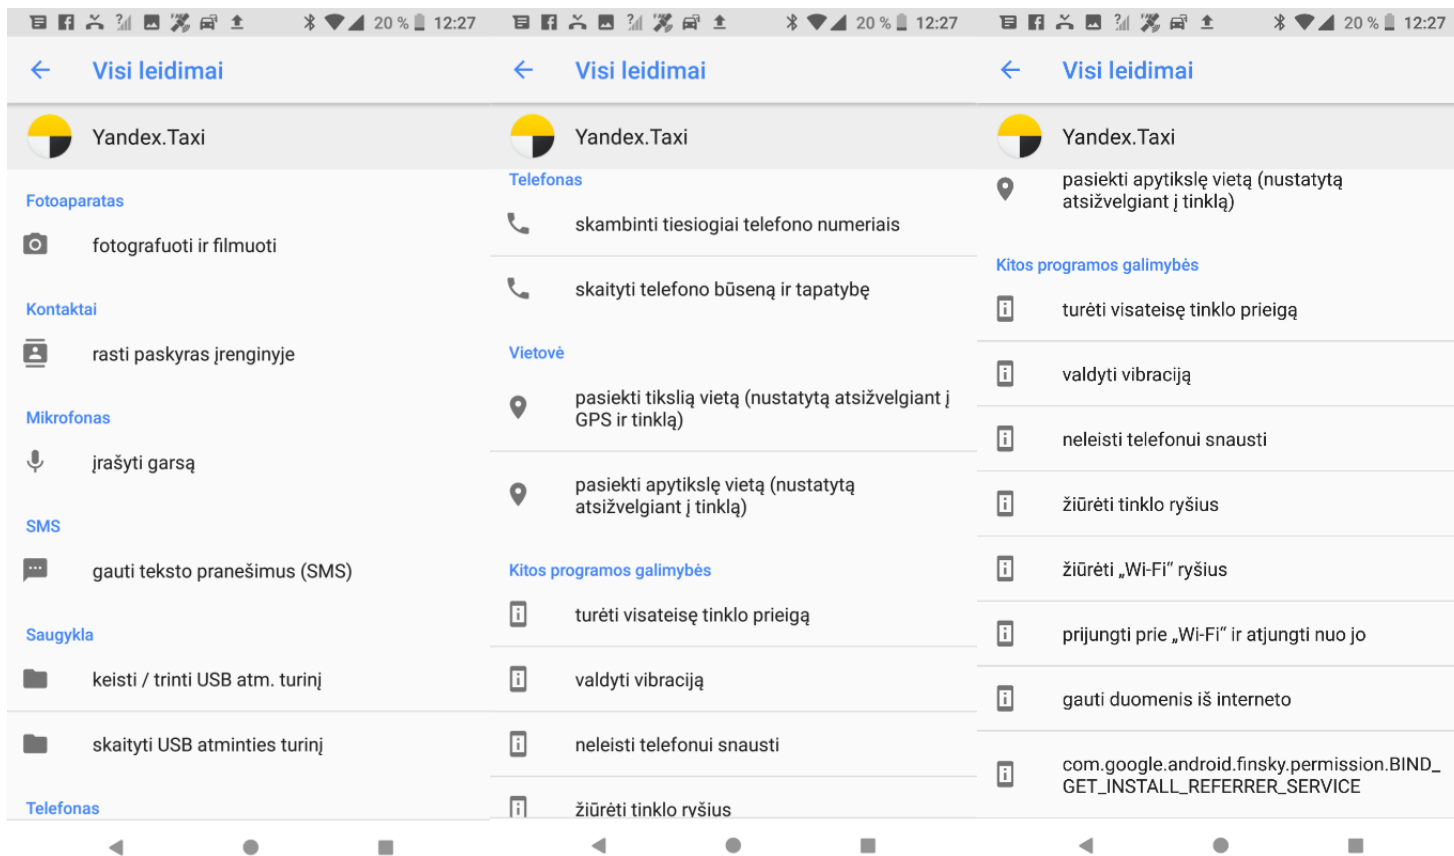 20 % 12:27
Visi leidimai
Yandex.Taxi
Fotoaparatas
fotografuoti ir filmuoti
Kontaktai
rasti paskyras įrenginyje
Mikrofonas
įrašyti garsą
SMS
gauti teksto pranešimus (SMS)
Saugykla
keisti / trinti USB atm. turinį
skaityti USB atminties turinį
Telefonas
20 % 12:27
Visi leidimai
Yandex.Taxi
Telefonas
skambinti tiesiogiai telefono numeriais
skaityti telefono būseną ir tapatybę
Vietovė
pasiekti tikslią vietą (nustatytą atsižvelgiant į
GPS ir tinklą)
pasiekti apytikslę vietą (nustatytą
atsižvelgiant į tinklą)
Kitos programos galimybės
turėti visateisę tinklo prieigą
valdyti vibraciją
neleisti telefonui snausti
žiūrėti tinklo ryšius
20 % 12:27
Visi leidimai
Yandex.Taxi
pasiekti apytikslę vietą (nustatytą
atsižvelgiant į tinklą)
Kitos programos galimybės
turėti visateisę tinklo prieigą
valdyti vibraciją
neleisti telefonui snausti
žiūrėti tinklo ryšius
žiūrėti „Wi-Fi“ ryšius
prijungti prie „Wi-Fi“ ir atjungti nuo jo
gauti duomenis iš interneto
com.google.android.finsky.permission.BIND_
GET_INSTALL_REFERRER_SERVICE